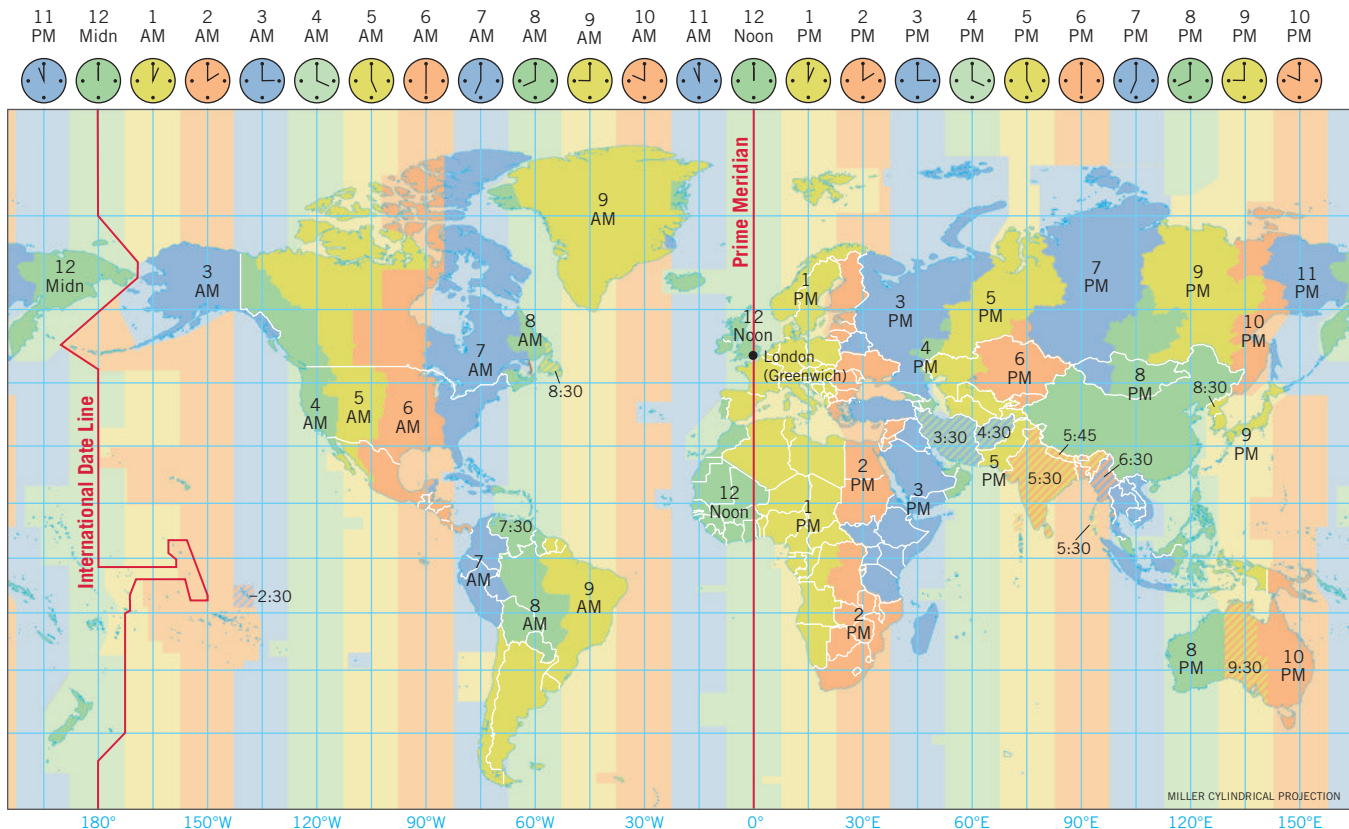 11 12 1 2 3 4 5 6 7 8 9 10 11 12 1 2 3 4 5 6 7 8 9 10
PM Midn AM AM AM AM AM AM AM AM AM AM AM Noon PM PM PM PM PM PM PM PM PM PM
International Date Line
Prime Meridian
12
Midn
3
AM
9
AM
1
PM
3
PM
5
PM
7
PM
9
PM
11
PM
8
AM
12
Noon
London
(Greenwich)
10
PM
7
AM
4
PM
6
PM
8
PM
8:30
8:30
4
AM
5
AM
6
AM
3:30
4:30
5:45
9
PM
6:30
2
PM
5
PM
5:30
12
Noon
1
PM
3
PM
7:30
5:30
7
AM
2:30
8
AM
9
AM
2
PM
8
PM
9:30
10
PM
MILLER CYLINDRICAL PROJECTION
180° 150°W 120°W 90°W 60°W 30°W 0° 30°E 60°E 90°E 120°E 150°E